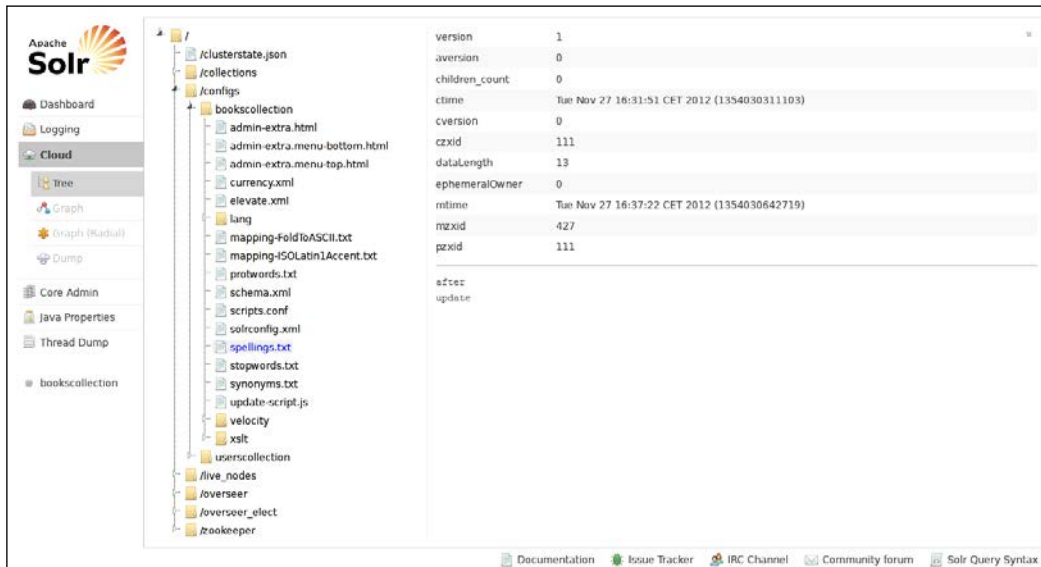 Apache
Solr
Dashboard
Logging
Cloud
Tree
Graph
Graph (Radial)
Dump
Core Admin
Java Properties
Thread Dump
bookscollection
/
/clusterstate.json
/collections
/configs
bookscollection
admin-extra.html
admin-extra.menu-bottom.html
admin-extra.menu-top.html
currency.xml
elevate.xml
lang
mapping-FoldToASCII.txt
mapping-ISOLatin1Accent.txt
protwords.txt
schema.xml
scripts.conf
solrconfig.xml
spellings.txt
stopwords.txt
synonyms.txt
update-script.js
velocity
xslt
userscollection
/live_nodes
/overseer
/overseer_elect
/zookeeper
version 1
aversion 0
children_count 0
ctime Tue Nov 27 16:31:51 CET 2012 (1354030311103)
cversion 0
czxid 111
dataLength 13
ephemeralOwner 0
mtime Tue Nov 27 16:37:22 CET 2012 (1354030642719)
mzxid 427
pzxid 111
after
update
Documentation Issue Tracker IRC Channel Community forum Solr Query Syntax